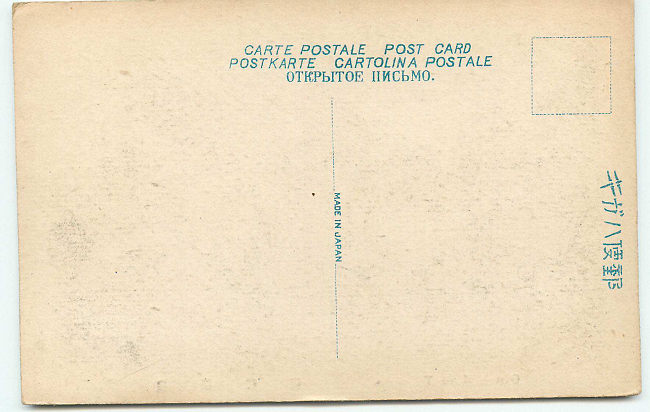 CARTE POSTALE POST CARD
POSTKARTE CARTOLINA POSTALE
ОТКРЫТОЕ ПИСЬМО.
MADE IN JAPAN
キガハ便郵